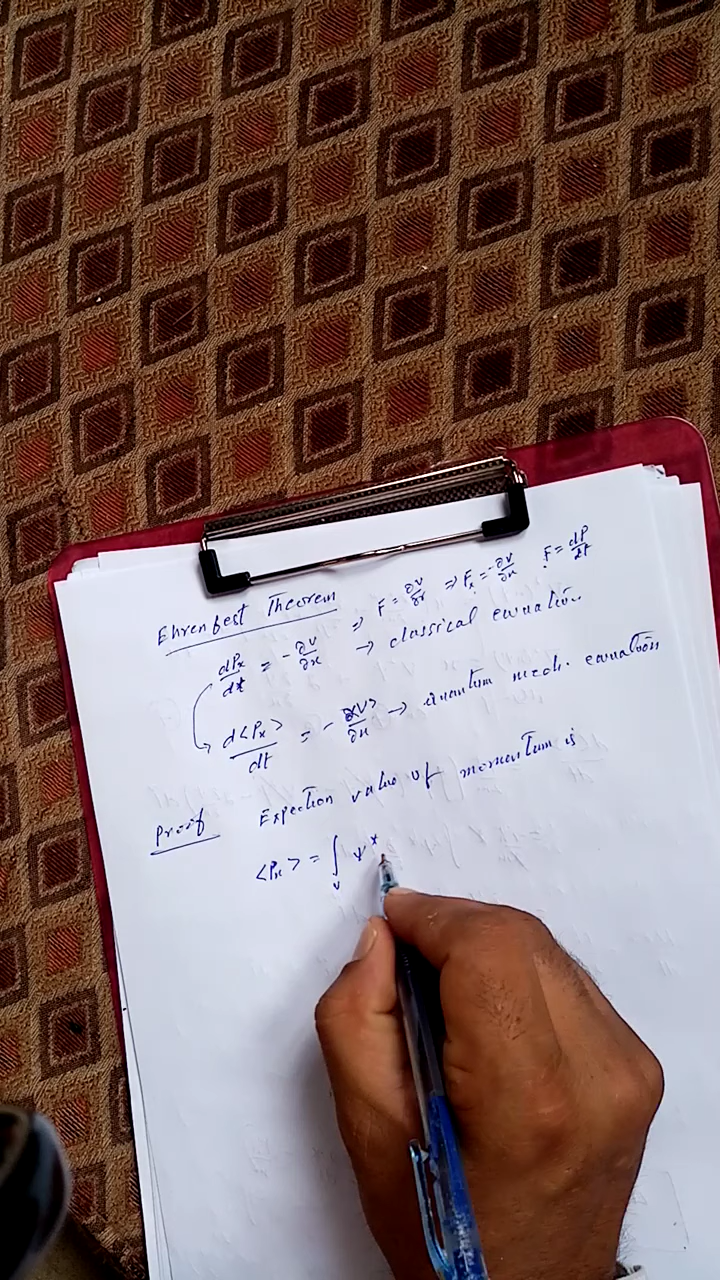 Ehrenfest Theorem ⇒ F = ∂V/∂r ⇒ Fx = -∂V/∂x F = dP/dt
dPx/dt = -∂V/∂x → classical equation
d<Px>/dt = -∂<V>/∂x → quantum mech. equation
Proof Expection value of momentum is
<Px> = ∫v ψ*